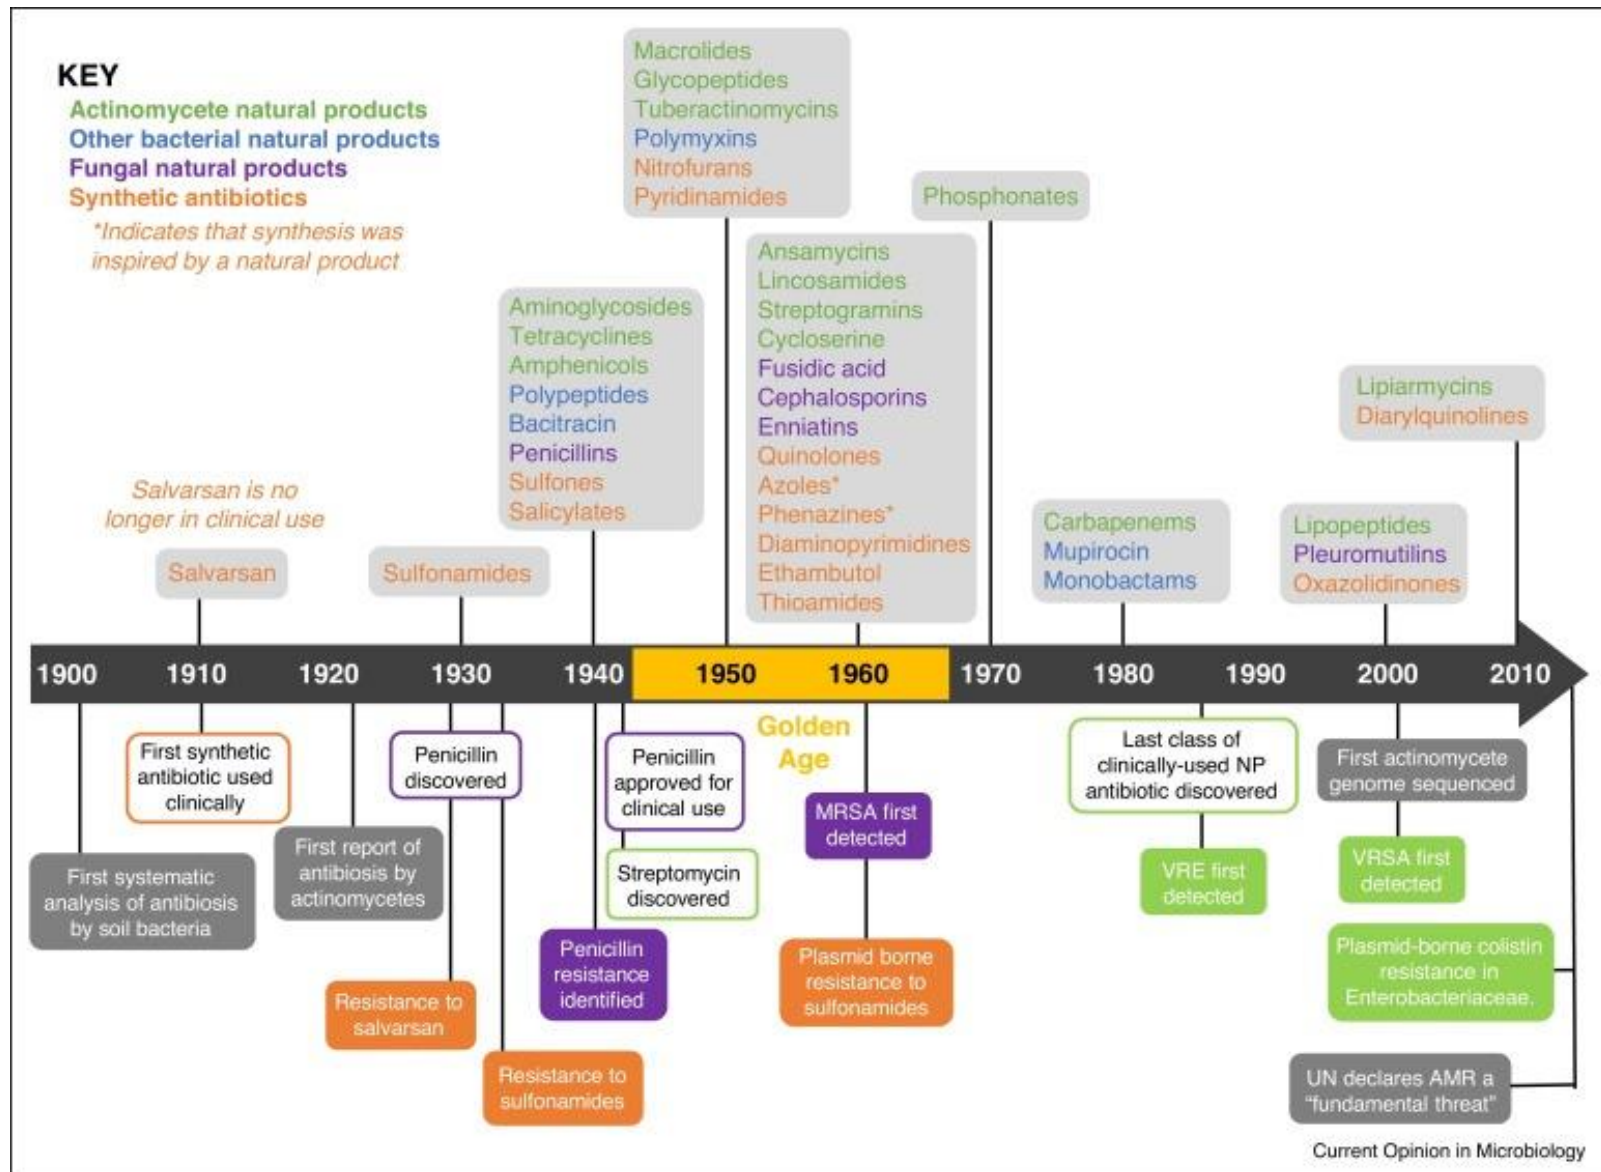 KEY
Actinomycete natural products
Other bacterial natural products
Fungal natural products
Synthetic antibiotics
*Indicates that synthesis was
inspired by a natural product
Macrolides
Glycopeptides
Tuberactinomycins
Polymyxins
Nitrofurans
Pyridinamides
Phosphonates
Ansamycins
Lincosamides
Streptogramins
Cycloserine
Fusidic acid
Cephalosporins
Enniatins
Quinolones
Azoles*
Phenazines*
Diaminopyrimidines
Ethambutol
Thioamides
Aminoglycosides
Tetracyclines
Amphenicols
Polypeptides
Bacitracin
Penicillins
Sulfones
Salicylates
Lipiarmycins
Diarylquinolines
Salvarsan is no
longer in clinical use
Salvarsan
Sulfonamides
Carbapenems
Mupirocin
Monobactams
Lipopeptides
Pleuromutilins
Oxazolidinones
1900 1910 1920 1930 1940 1950 1960 1970 1980 1990 2000 2010
Golden
Age
First synthetic
antibiotic used
clinically
Penicillin
discovered
Penicillin
approved for
clinical use
Last class of
clinically-used NP
antibiotic discovered
First actinomycete
genome sequenced
MRSA first
detected
First report of
antibiosis by
actinomycetes
First systematic
analysis of antibiosis
by soil bacteria
Streptomycin
discovered
VRE first
detected
VRSA first
detected
Penicillin
resistance
identified
Plasmid borne
resistance to
sulfonamides
Plasmid-borne colistin
resistance in
Enterobacteriaceae.
Resistance to
salvarsan
Resistance to
sulfonamides
UN declares AMR a
“fundamental threat”
Current Opinion in Microbiology